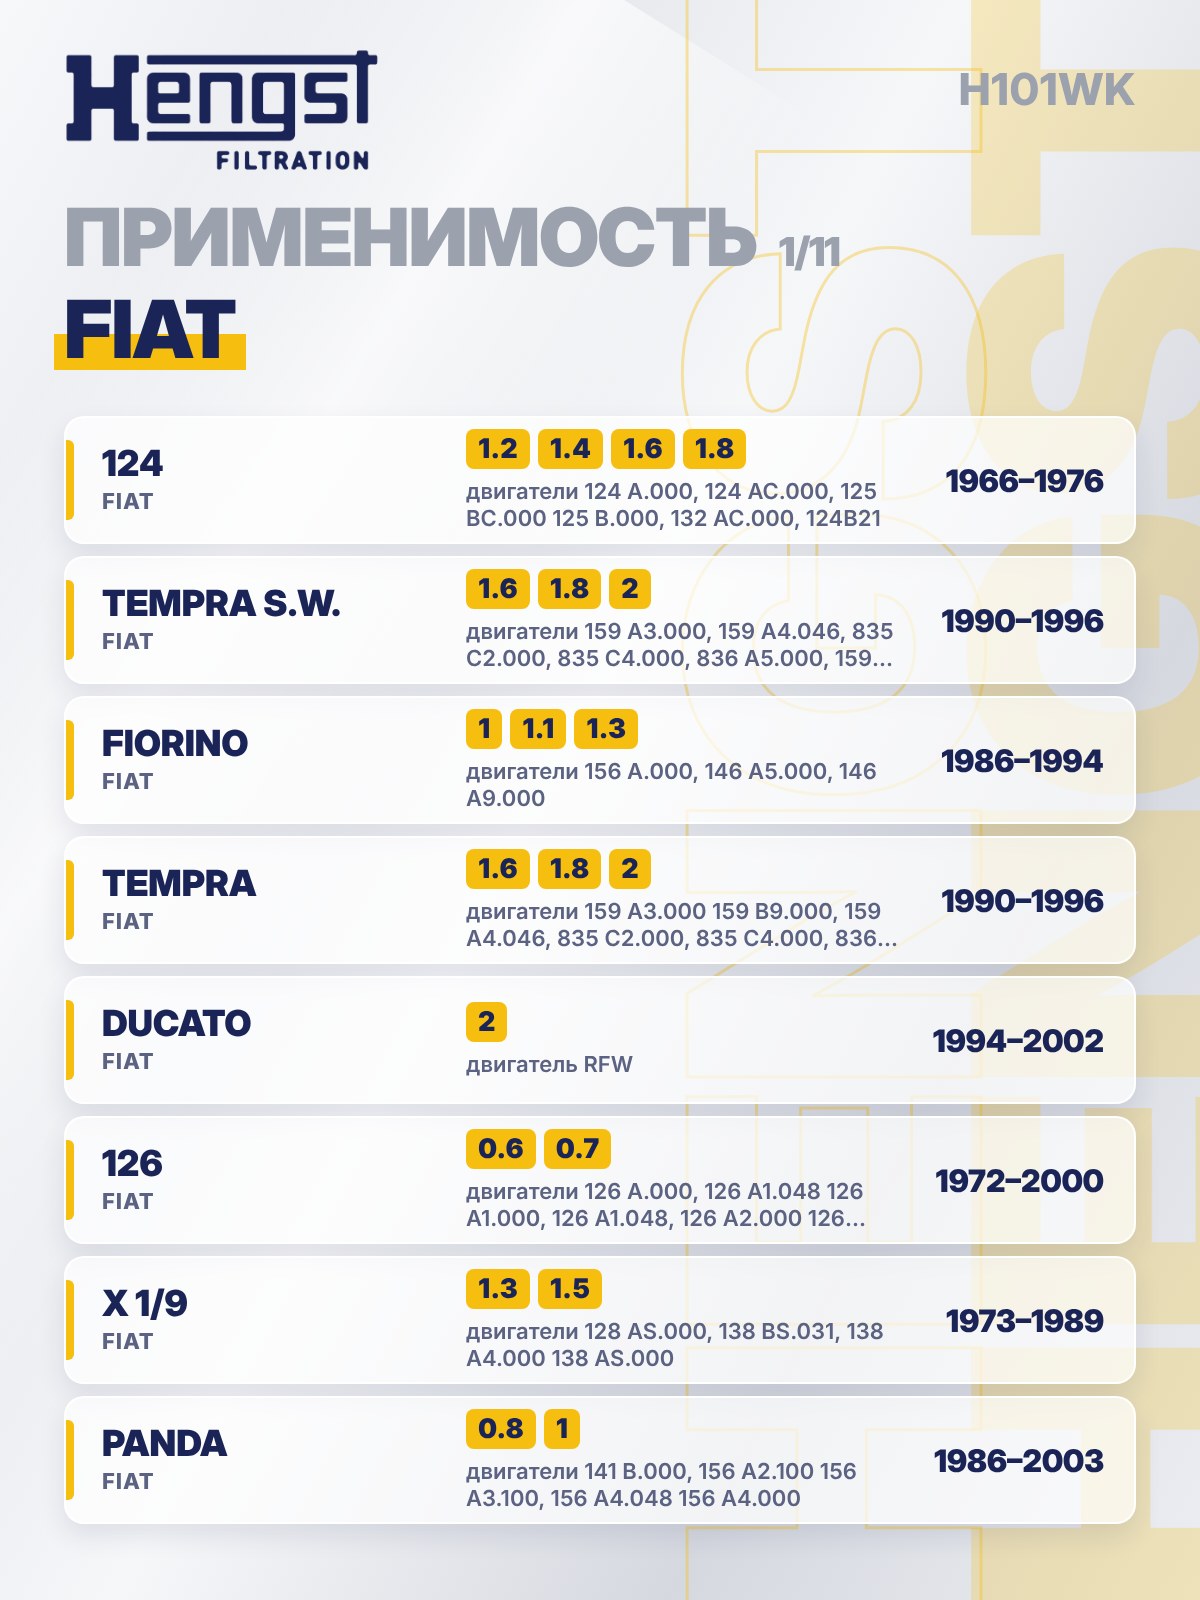 Hengst
FILTRATION
H101WK
ПРИМЕНИМОСТЬ 1/11
FIAT
124
FIAT
1.2 1.4 1.6 1.8
двигатели 124 A.000, 124 AC.000, 125
BC.000 125 B.000, 132 AC.000, 124B21
1966–1976
TEMPRA S.W.
FIAT
1.6 1.8 2
двигатели 159 A3.000, 159 A4.046, 835
C2.000, 835 C4.000, 836 A5.000, 159...
1990–1996
FIORINO
FIAT
1 1.1 1.3
двигатели 156 A.000, 146 A5.000, 146
A9.000
1986–1994
TEMPRA
FIAT
1.6 1.8 2
двигатели 159 A3.000 159 B9.000, 159
A4.046, 835 C2.000, 835 C4.000, 836...
1990–1996
DUCATO
FIAT
2
двигатель RFW
1994–2002
126
FIAT
0.6 0.7
двигатели 126 A.000, 126 A1.048 126
A1.000, 126 A1.048, 126 A2.000 126...
1972–2000
X 1/9
FIAT
1.3 1.5
двигатели 128 AS.000, 138 BS.031, 138
A4.000 138 AS.000
1973–1989
PANDA
FIAT
0.8 1
двигатели 141 B.000, 156 A2.100 156
A3.100, 156 A4.048 156 A4.000
1986–2003
HENGST
HENGST